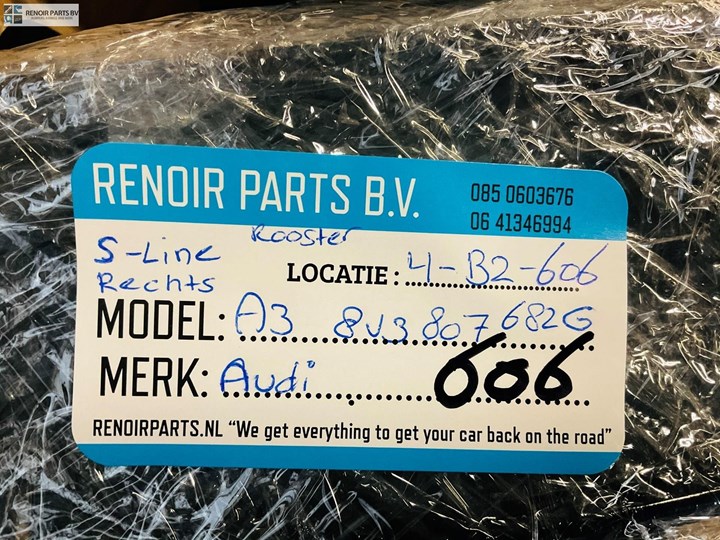 RENOIR PARTS BV
RENOIR PARTS B.V.
085 0603676
06 41346994
S-Line Rooster
Rechts
LOCATIE: 4-B2-606
MODEL: A3 8V3 807 682G
MERK: Audi 606
RENOIRPARTS.NL "We get everything to get your car back on the road"